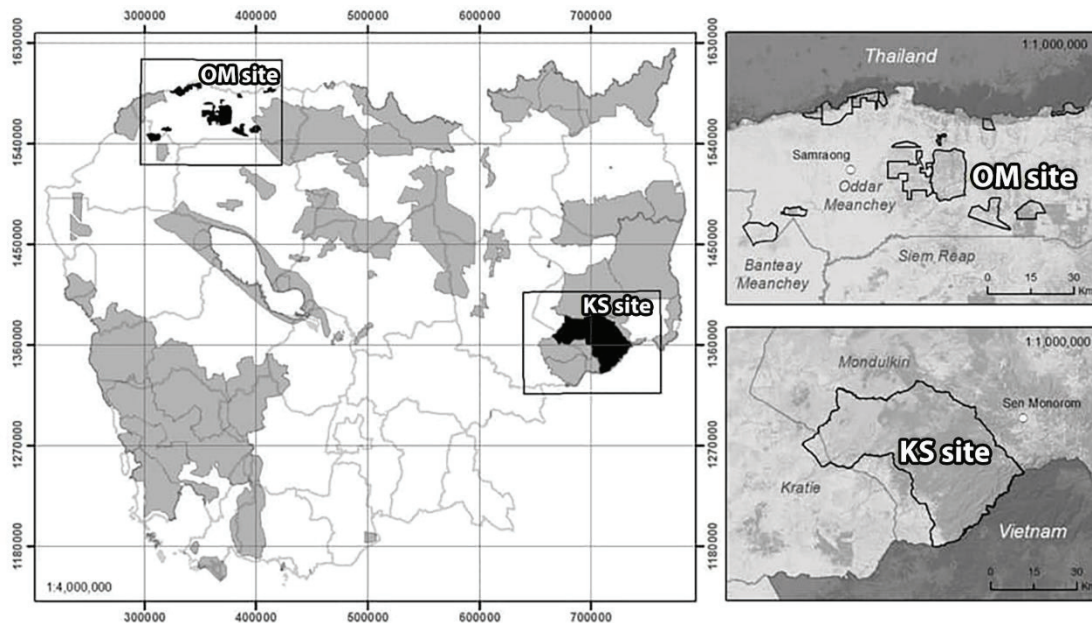 300000 400000 500000 600000 700000
1630000
1540000
1450000
1360000
1270000
1180000
OM site
KS site
1:4,000,000
1630000
1540000
1450000
1360000
1270000
1180000
300000 400000 500000 600000 700000
1:1,000,000
Thailand
Samraong
OM site
Oddar
Meanchey
Siem Reap
Banteay
Meanchey
0 15 30
Km
1:1,000,000
Mondulkiri
Sen Monorom
KS site
Kratie
Vietnam
0 15 30